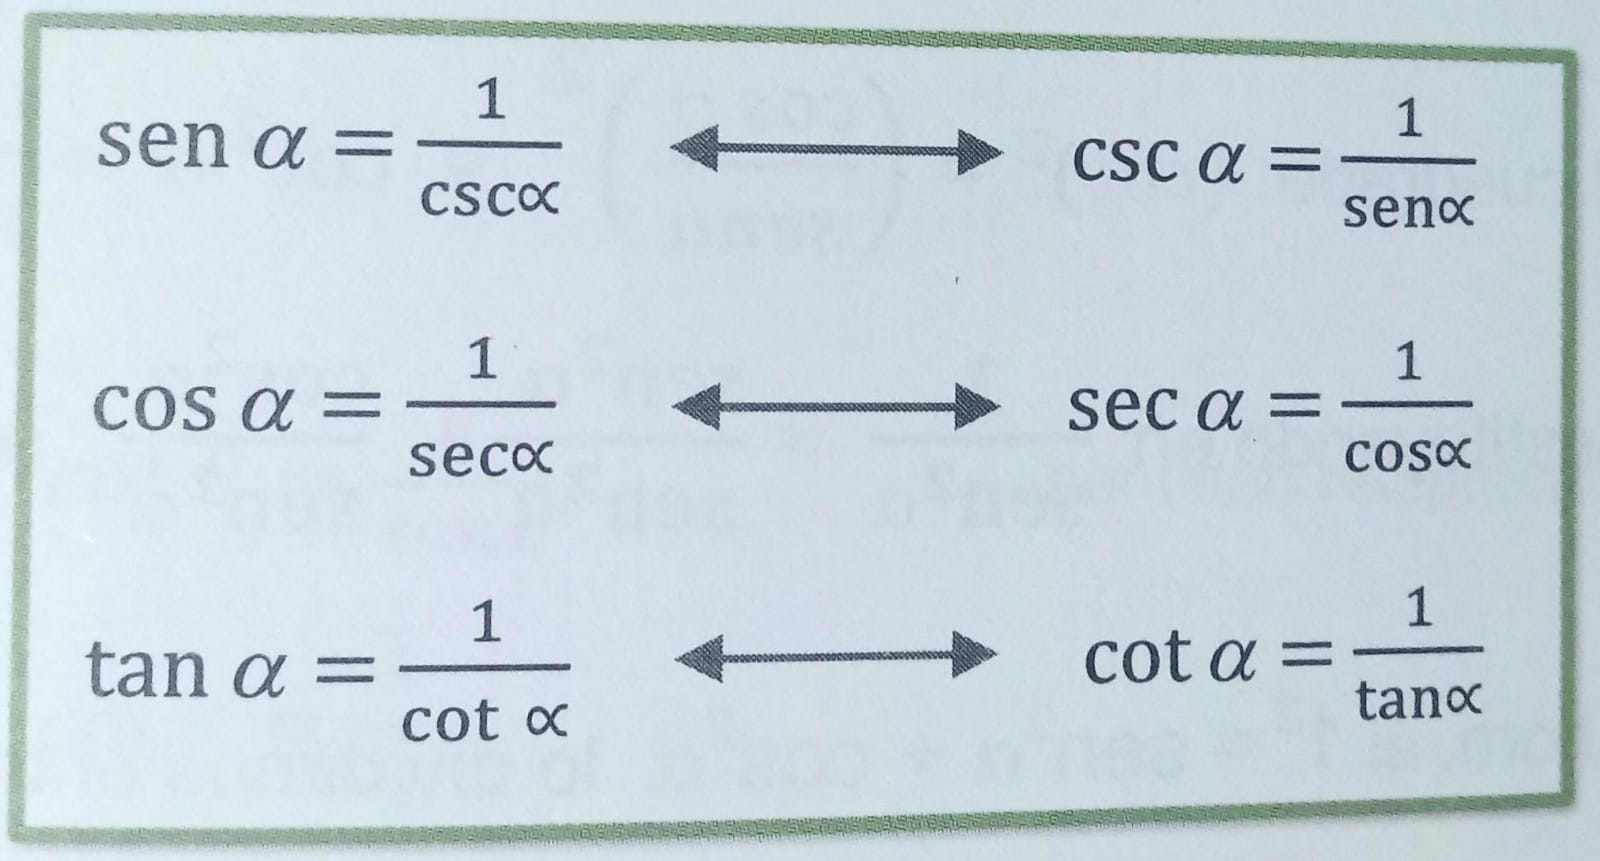 sen α = 1/cscα ⟷ csc α = 1/senα
cos α = 1/secα ⟷ sec α = 1/cosα
tan α = 1/cot α ⟷ cot α = 1/tanα